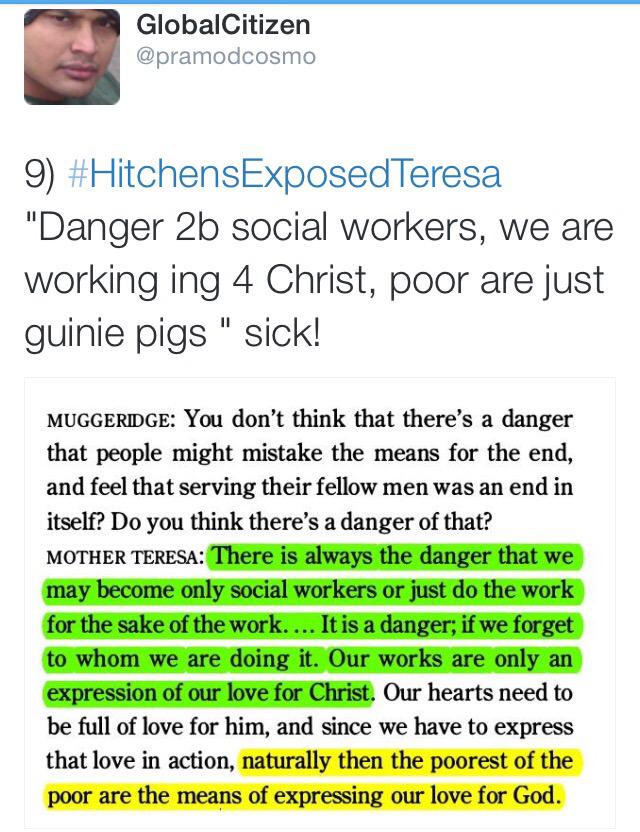 GlobalCitizen
@pramodcosmo
9) #HitchensExposedTeresa
"Danger 2b social workers, we are
working ing 4 Christ, poor are just
guinie pigs " sick!
MUGGERIDGE: You don't think that there's a danger
that people might mistake the means for the end,
and feel that serving their fellow men was an end in
itself? Do you think there's a danger of that?
MOTHER TERESA: There is always the danger that we
may become only social workers or just do the work
for the sake of the work. ... It is a danger; if we forget
to whom we are doing it. Our works are only an
expression of our love for Christ. Our hearts need to
be full of love for him, and since we have to express
that love in action, naturally then the poorest of the
poor are the means of expressing our love for God.